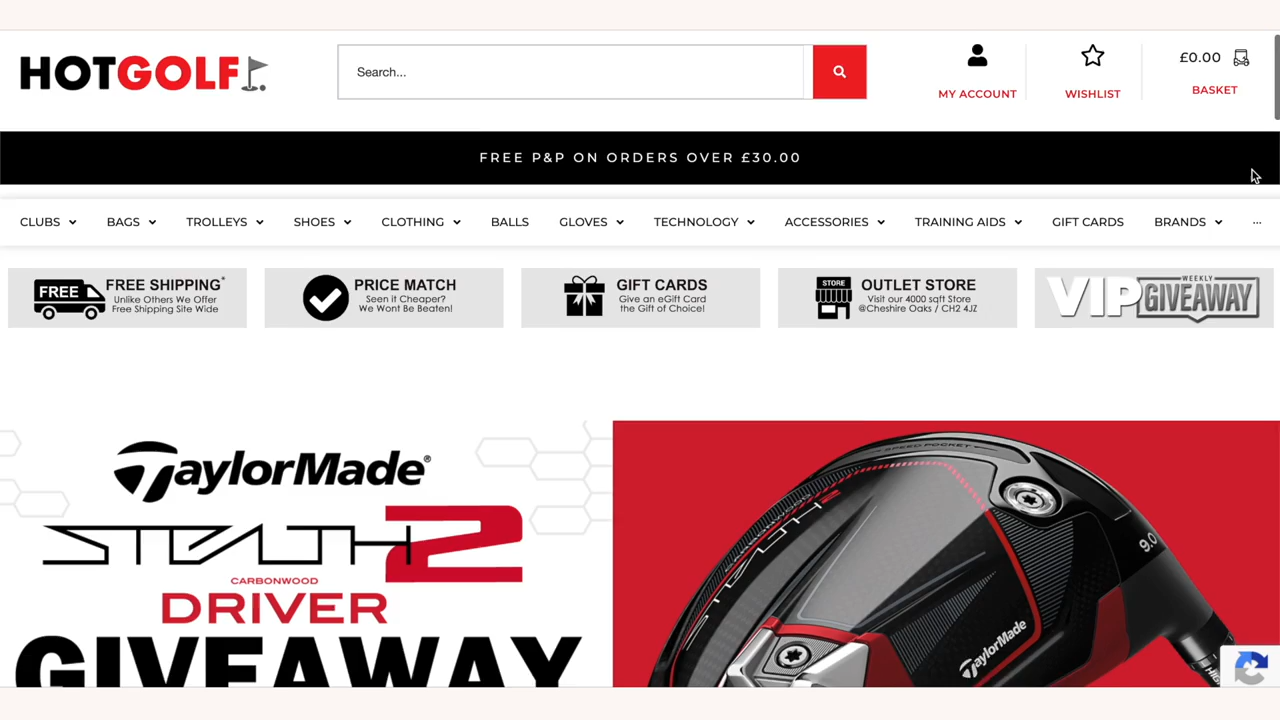 HOTGOLF
Search...
MY ACCOUNT
WISHLIST
£0.00
BASKET
FREE P&P ON ORDERS OVER £30.00
CLUBS
BAGS
TROLLEYS
SHOES
CLOTHING
BALLS
GLOVES
TECHNOLOGY
ACCESSORIES
TRAINING AIDS
GIFT CARDS
BRANDS
...
FREE
FREE SHIPPING*
Unlike Others We Offer
Free Shipping Site Wide
PRICE MATCH
Seen it Cheaper?
We Wont Be Beaten!
GIFT CARDS
Give an eGift Card
the Gift of Choice!
STORE
OUTLET STORE
Visit our 4000 sqft Store
@Cheshire Oaks / CH2 4JZ
WEEKLY
VIP GIVEAWAY
TaylorMade®
STEALTH 2
CARBONWOOD
DRIVER
GIVEAWAY
SPEED POCKET
CARBONWOOD
STEALTH 2
9.0
TaylorMade